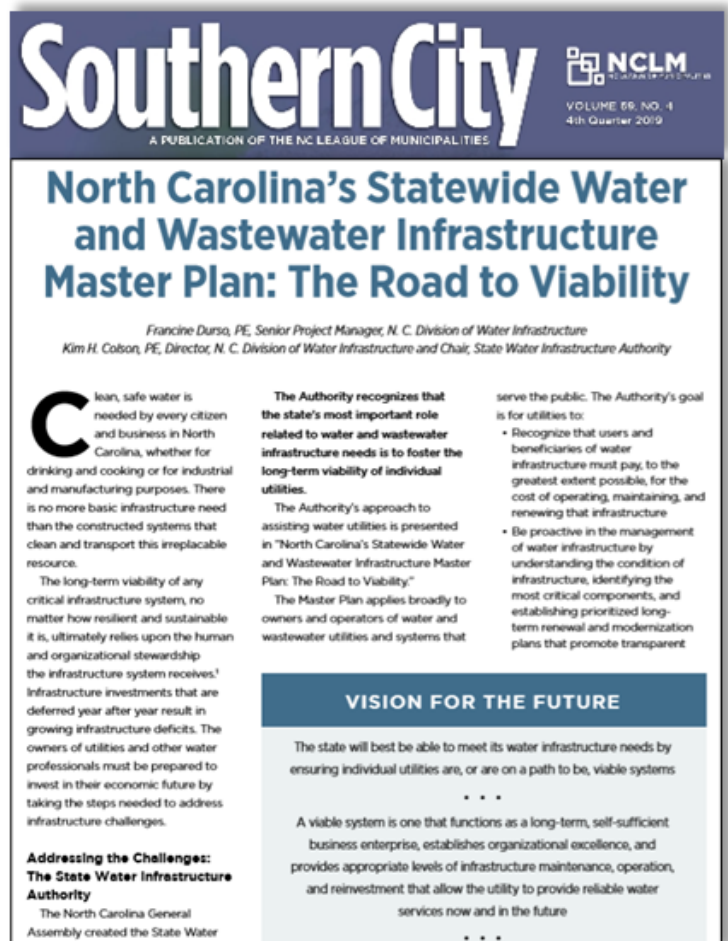 Southern City
A PUBLICATION OF THE NC LEAGUE OF MUNICIPALITIES
NCLM
VOLUME 69, NO. 4
4th Quarter 2019
North Carolina's Statewide Water
and Wastewater Infrastructure
Master Plan: The Road to Viability
Francine Durso, PE, Senior Project Manager, N. C. Division of Water Infrastructure
Kim H. Colson, PE, Director, N. C. Division of Water Infrastructure and Chair, State Water Infrastructure Authority
Clean, safe water is
needed by every citizen
and business in North
Carolina, whether for
drinking and cooking or for industrial
and manufacturing purposes. There
is no more basic infrastructure need
than the constructed systems that
clean and transport this irreplacable
resource.
The long-term viability of any
critical infrastructure system, no
matter how resilient and sustainable
it is, ultimately relies upon the human
and organizational stewardship
the infrastructure system receives.¹
Infrastructure investments that are
deferred year after year result in
growing infrastructure deficits. The
owners of utilities and other water
professionals must be prepared to
invest in their economic future by
taking the steps needed to address
infrastructure challenges.
Addressing the Challenges:
The State Water Infrastructure
Authority
The North Carolina General
Assembly created the State Water
The Authority recognizes that
the state's most important role
related to water and wastewater
infrastructure needs is to foster the
long-term viability of individual
utilities.
The Authority's approach to
assisting water utilities is presented
in "North Carolina's Statewide Water
and Wastewater Infrastructure Master
Plan: The Road to Viability."
The Master Plan applies broadly to
owners and operators of water and
wastewater utilities and systems that
serve the public. The Authority's goal
is for utilities to:
• Recognize that users and
beneficiaries of water
infrastructure must pay, to the
greatest extent possible, for the
cost of operating, maintaining, and
renewing that infrastructure
• Be proactive in the management
of water infrastructure by
understanding the condition of
infrastructure, identifying the
most critical components, and
establishing prioritized long-
term renewal and modernization
plans that promote transparent
VISION FOR THE FUTURE
The state will best be able to meet its water infrastructure needs by
ensuring individual utilities are, or are on a path to be, viable systems
• • •
A viable system is one that functions as a long-term, self-sufficient
business enterprise, establishes organizational excellence, and
provides appropriate levels of infrastructure maintenance, operation,
and reinvestment that allow the utility to provide reliable water
services now and in the future
• • •